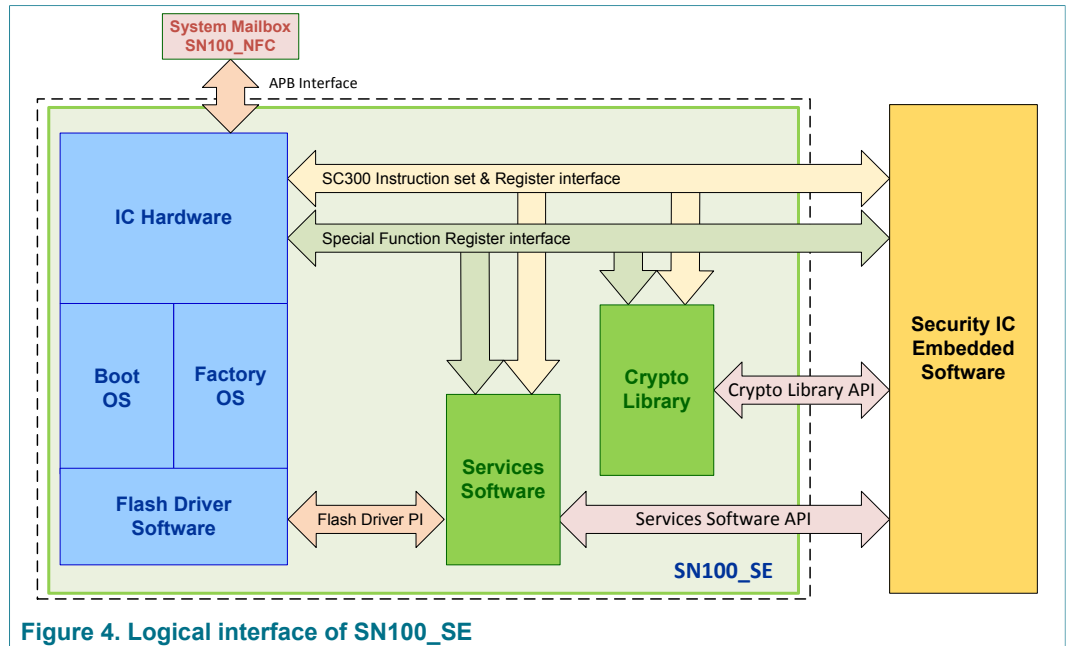 System Mailbox
SN100_NFC
APB Interface
SC300 Instruction set & Register interface
IC Hardware
Special Function Register interface
Security IC
Embedded
Software
Boot
OS
Factory
OS
Crypto
Library
Crypto Library API
Services
Software
Flash Driver
Software
Flash Driver PI
Services Software API
SN100_SE
Figure 4. Logical interface of SN100_SE